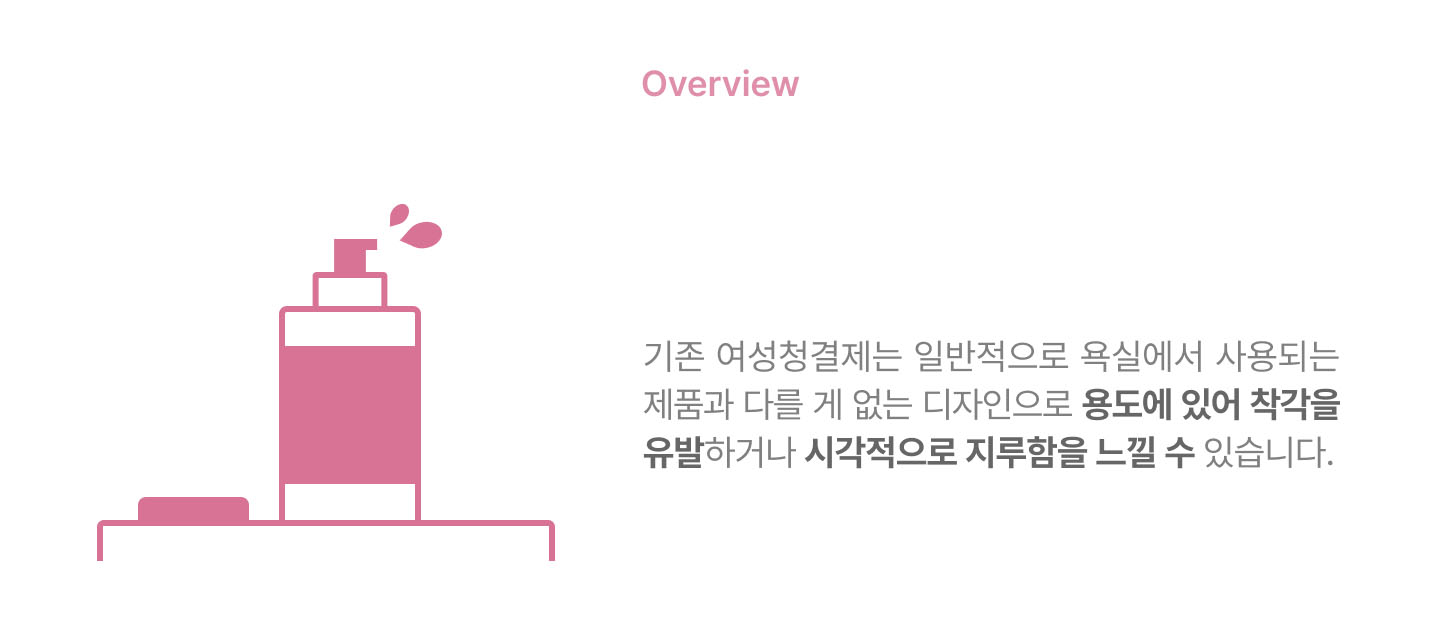 Overview
기존 여성청결제는 일반적으로 욕실에서 사용되는
제품과 다를 게 없는 디자인으로 용도에 있어 착각을
유발하거나 시각적으로 지루함을 느낄 수 있습니다.